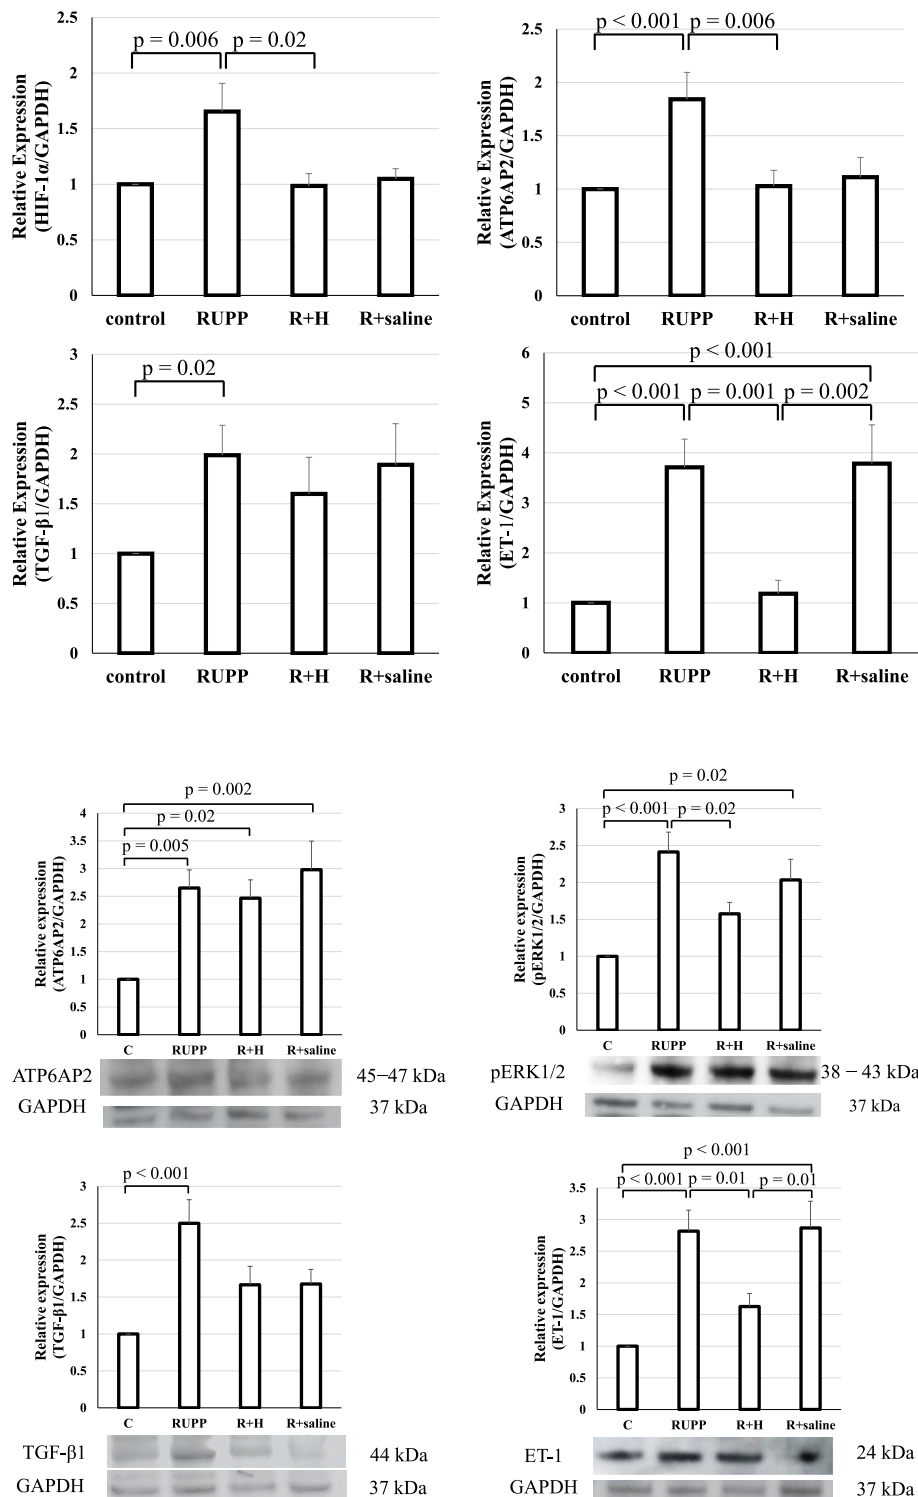 p = 0.006
p = 0.02
Relative Expression
(HIF-1α/GAPDH)
2.5
2
1.5
1
0.5
0
control RUPP R+H R+saline
p < 0.001
p = 0.006
Relative Expression
(ATP6AP2/GAPDH)
2.5
2
1.5
1
0.5
0
control RUPP R+H R+saline
p = 0.02
Relative Expression
(TGF-β1/GAPDH)
3
2.5
2
1.5
1
0.5
0
control RUPP R+H R+saline
p < 0.001
p < 0.001
p = 0.001
p = 0.002
Relative Expression
(ET-1/GAPDH)
6
5
4
3
2
1
0
control RUPP R+H R+saline
p = 0.002
p = 0.02
p = 0.005
Relative expression
(ATP6AP2/GAPDH)
4
3.5
3
2.5
2
1.5
1
0.5
0
C RUPP R+H R+saline
ATP6AP2 45–47 kDa
GAPDH 37 kDa
p = 0.02
p < 0.001
p = 0.02
Relative expression
(pERK1/2/GAPDH)
3
2.5
2
1.5
1
0.5
0
C RUPP R+H R+saline
pERK1/2 38 – 43 kDa
GAPDH 37 kDa
p < 0.001
Relative expression
(TGF-β1/GAPDH)
3
2.5
2
1.5
1
0.5
0
C RUPP R+H R+saline
TGF-β1 44 kDa
GAPDH 37 kDa
p < 0.001
p < 0.001
p = 0.01
p = 0.01
Relative expression
(ET-1/GAPDH)
3.5
3
2.5
2
1.5
1
0.5
0
C RUPP R+H R+saline
ET-1 24 kDa
GAPDH 37 kDa